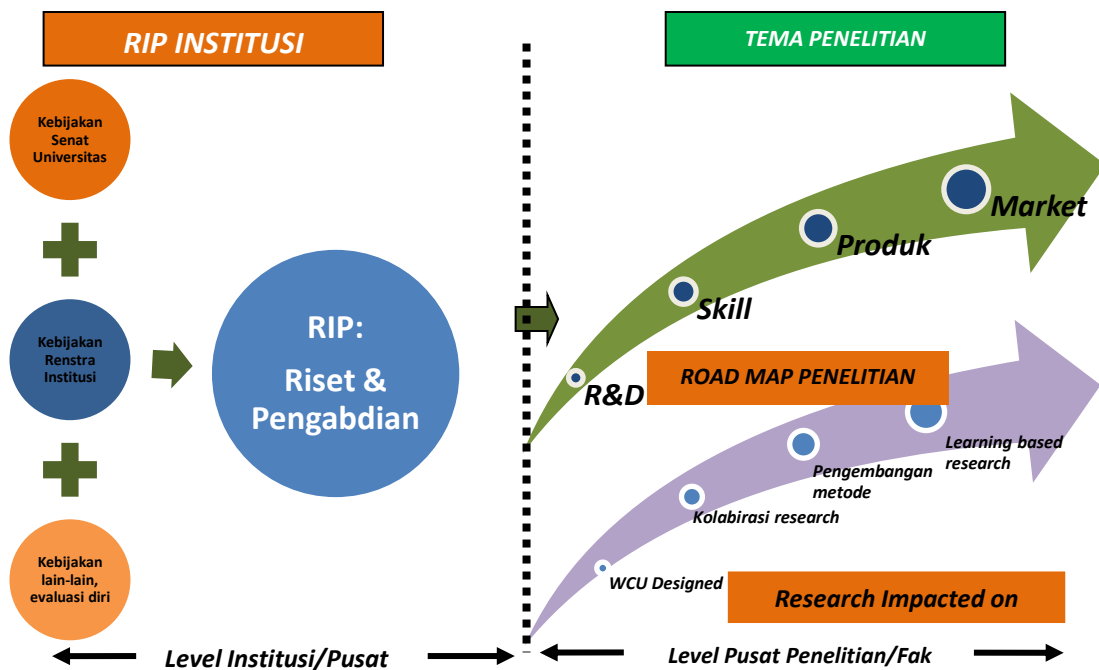 RIP INSTITUSI
Kebijakan
Senat
Universitas
Kebijakan
Renstra
Institusi
Kebijakan
lain-lain,
evaluasi diri
RIP:
Riset &
Pengabdian
Level Institusi/Pusat
TEMA PENELITIAN
Market
Produk
Skill
R&D
ROAD MAP PENELITIAN
Learning based
research
Pengembangan
metode
Kolabirasi research
WCU Designed
Research Impacted on
Level Pusat Penelitian/Fak